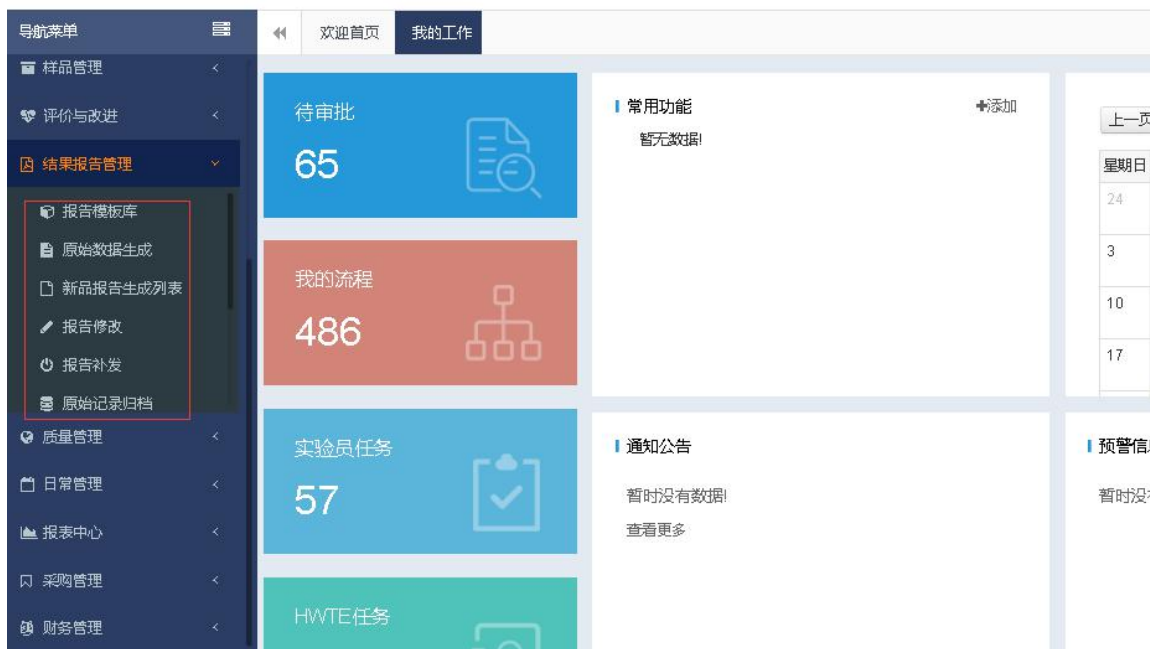 导航菜单
欢迎首页
我的工作
样品管理
评价与改进
结果报告管理
报告模板库
原始数据生成
新品报告生成列表
报告修改
报告补发
原始记录归档
质量管理
日常管理
报表中心
采购管理
财务管理
待审批
65
我的流程
486
实验员任务
57
HWTE任务
常用功能
添加
暂无数据!
通知公告
暂时没有数据!
查看更多
上一页
星期日
24
3
10
17
预警信息
暂时没